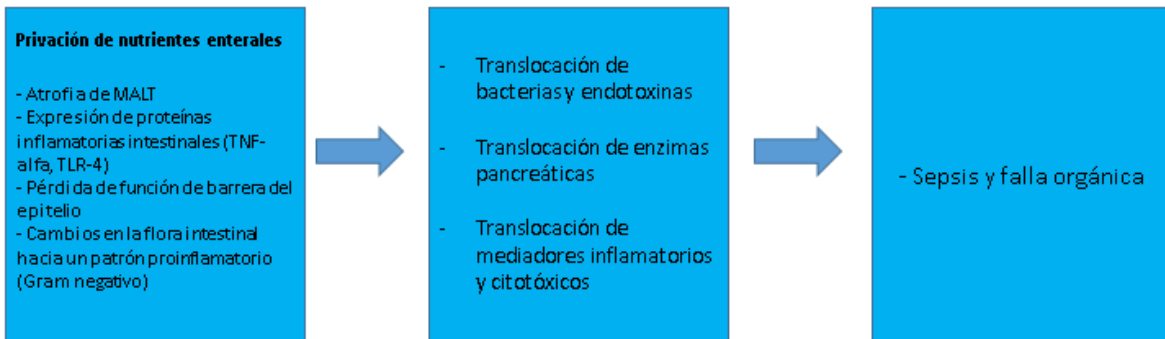 Privación de nutrientes enterales
- Atrofia de MALT
- Expresión de proteínas
inflamatorias intestinales (TNF-
alfa, TLR-4)
- Pérdida de función de barrera del
epitelio
- Cambios en la flora intestinal
hacia un patrón proinflamatorio
(Gram negativo)
- Translocación de
bacterias y endotoxinas
- Translocación de enzimas
pancreáticas
- Translocación de
mediadores inflamatorios
y citotóxicos
- Sepsis y falla orgánica